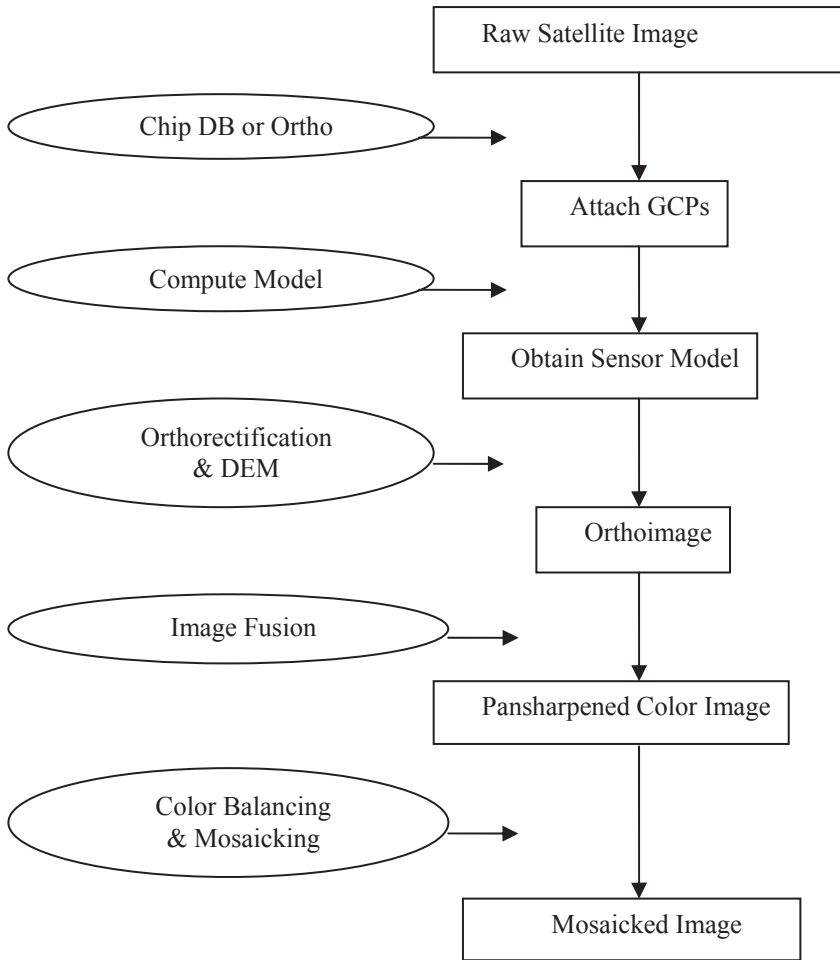 Raw Satellite Image
Chip DB or Ortho
Attach GCPs
Compute Model
Obtain Sensor Model
Orthorectification
& DEM
Orthoimage
Image Fusion
Pansharpened Color Image
Color Balancing
& Mosaicking
Mosaicked Image